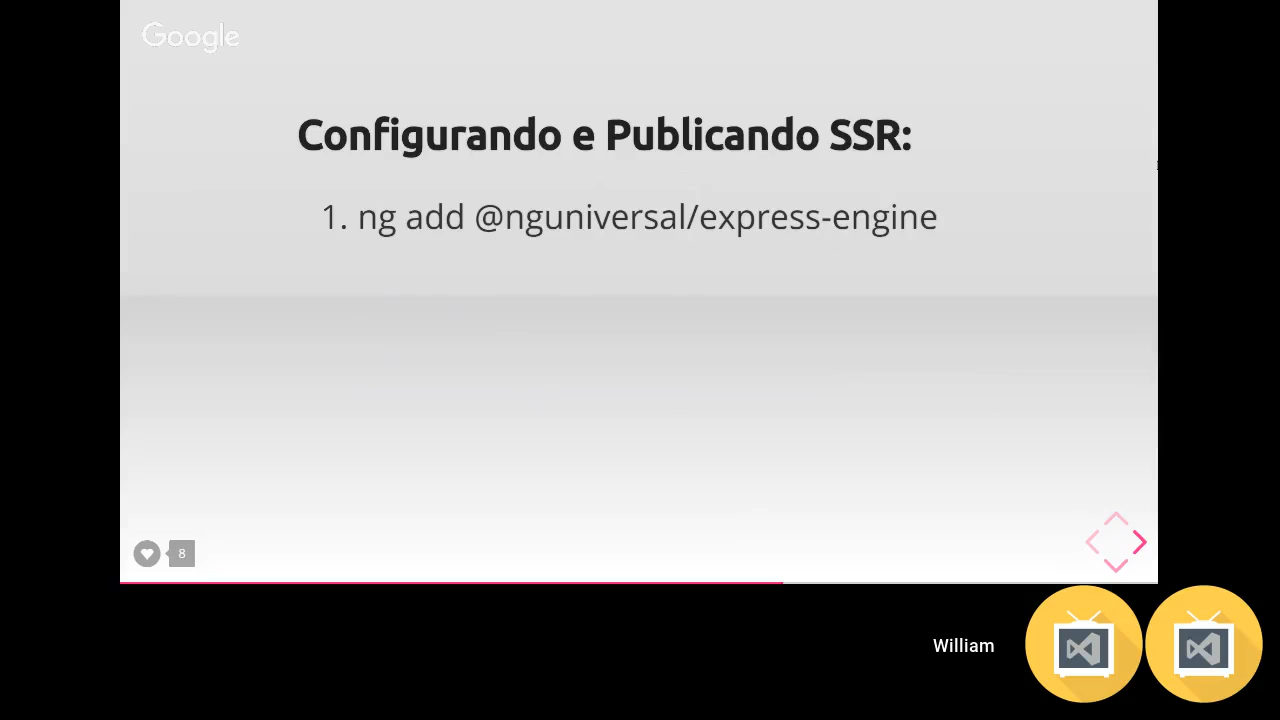 Google
Configurando e Publicando SSR:
1. ng add @nguniversal/express-engine
8
William